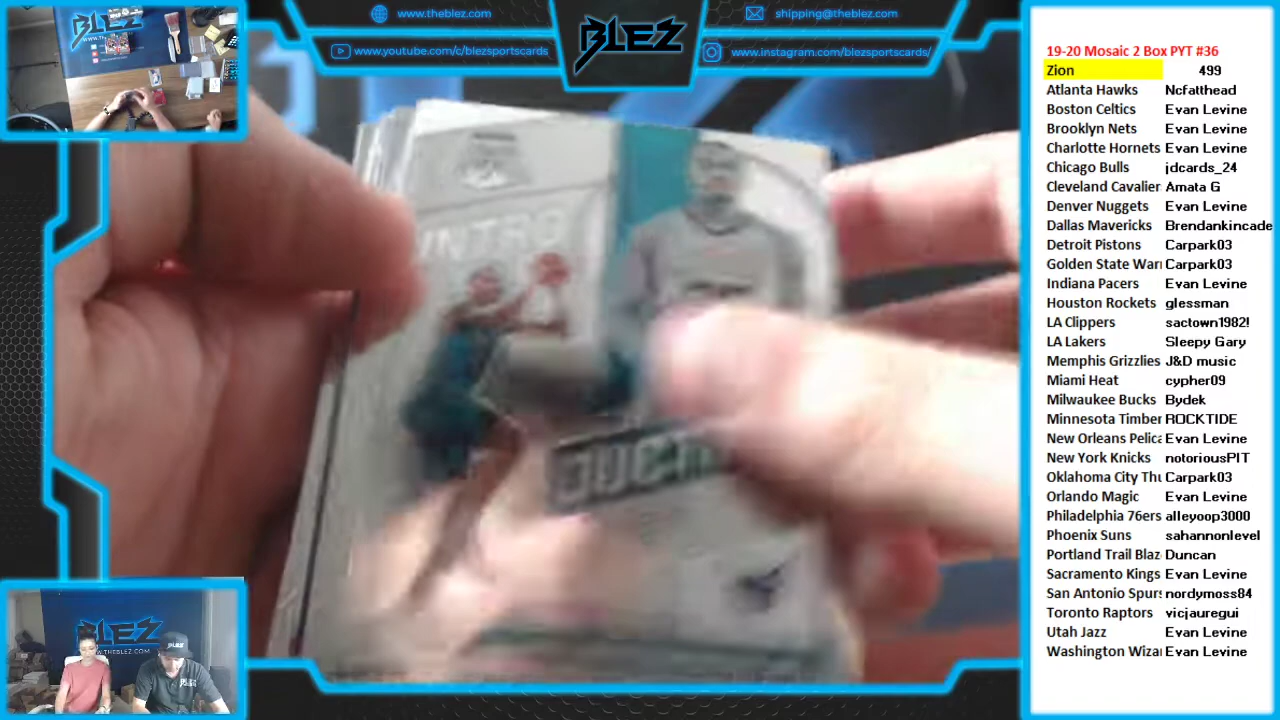 www.theblez.com
shipping@theblez.com
BLEZ
www.youtube.com/c/blezsportscards
www.instagram.com/blezsportscards/
19-20 Mosaic 2 Box PYT #36
Zion 499
Atlanta Hawks Ncfatthead
Boston Celtics Evan Levine
Brooklyn Nets Evan Levine
Charlotte Hornets Evan Levine
Chicago Bulls jdcards_24
Cleveland Cavalier Amata G
Denver Nuggets Evan Levine
Dallas Mavericks Brendankincade
Detroit Pistons Carpark03
Golden State Warr Carpark03
Indiana Pacers Evan Levine
Houston Rockets glessman
LA Clippers sactown1982!
LA Lakers Sleepy Gary
Memphis Grizzlies J&D music
Miami Heat cypher09
Milwaukee Bucks Bydek
Minnesota Timber ROCKTIDE
New Orleans Pelica Evan Levine
New York Knicks notoriousPIT
Oklahoma City Thu Carpark03
Orlando Magic Evan Levine
Philadelphia 76ers alleyoop3000
Phoenix Suns sahannonlevel
Portland Trail Blaz Duncan
Sacramento Kings Evan Levine
San Antonio Spurs nordymoss84
Toronto Raptors vicjauregui
Utah Jazz Evan Levine
Washington Wizar Evan Levine
BLEZ
WWW.THEBLEZ.COM